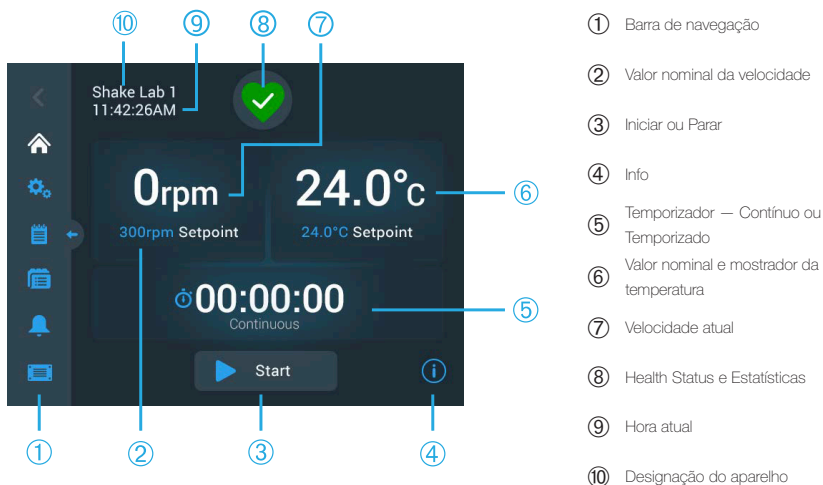 ⑩ ⑨ ⑧ ⑦
Shake Lab 1
11:42:26AM
0rpm
300rpm Setpoint
24.0°C
24.0°C Setpoint
⑥
00:00:00
Continuous
⑤
Start
① ② ③ ④
① Barra de navegação
② Valor nominal da velocidade
③ Iniciar ou Parar
④ Info
⑤ Temporizador — Contínuo ou
Temporizado
⑥ Valor nominal e mostrador da
temperatura
⑦ Velocidade atual
⑧ Health Status e Estatísticas
⑨ Hora atual
⑩ Designação do aparelho